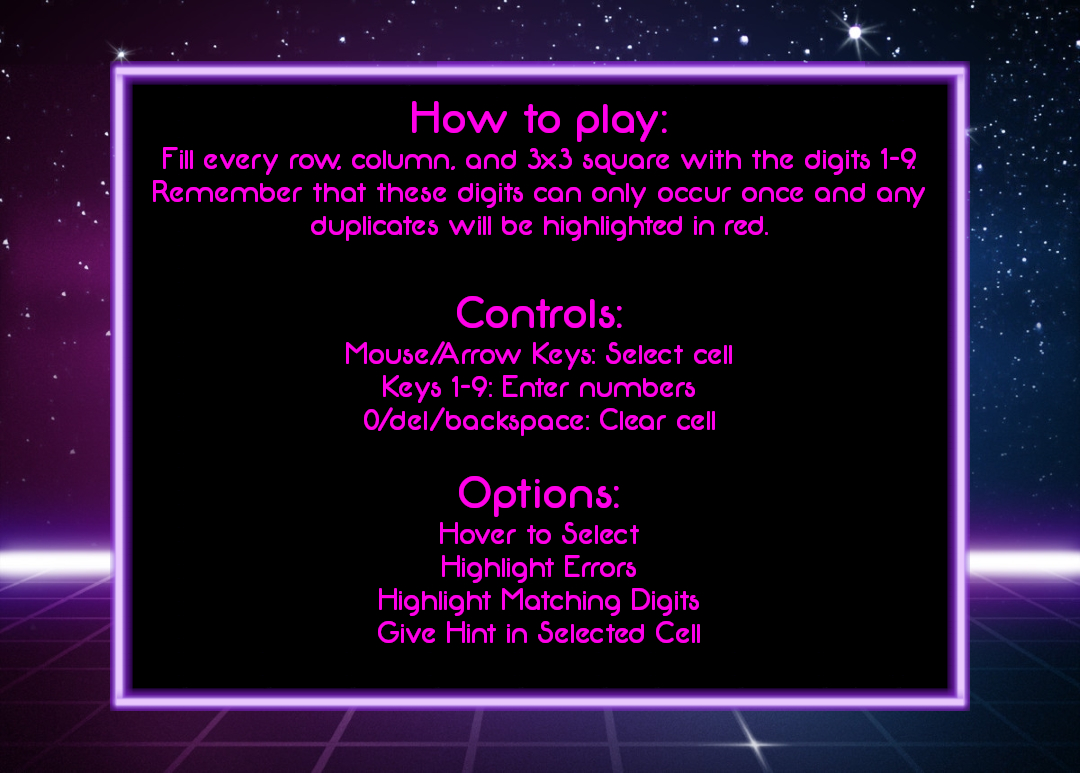 How to play:
Fill every row, column, and 3x3 square with the digits 1-9.
Remember that these digits can only occur once and any
duplicates will be highlighted in red.
Controls:
Mouse/Arrow Keys: Select cell
Keys 1-9: Enter numbers
0/del/backspace: Clear cell
Options:
Hover to Select
Highlight Errors
Highlight Matching Digits
Give Hint in Selected Cell